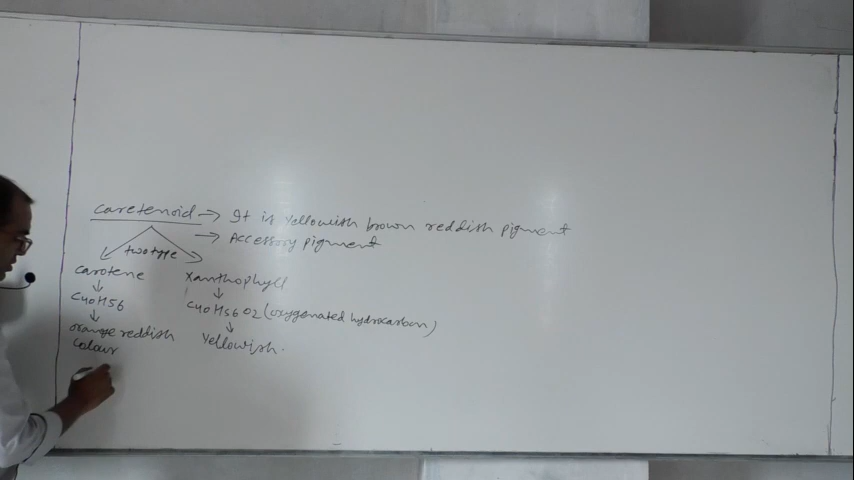 caretenoid → It is yellowish brown reddish pigment
→ Accessory pigment
two type
carotene
xanthophyll
C40H56
C40H56O2 (oxygenated hydrocarbon)
orange reddish
colour
yellowish.